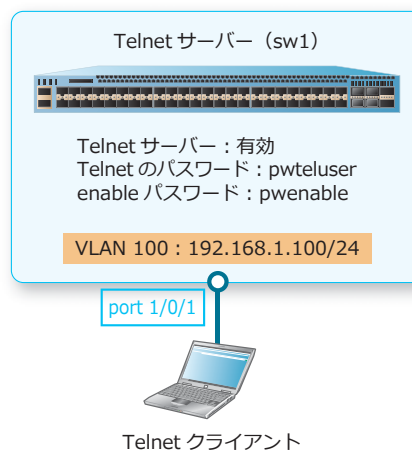 Telnet サーバー（sw1）
Telnet サーバー：有効
Telnet のパスワード：pwteluser
enable パスワード：pwenable
VLAN 100：192.168.1.100/24
port 1/0/1
Telnet クライアント